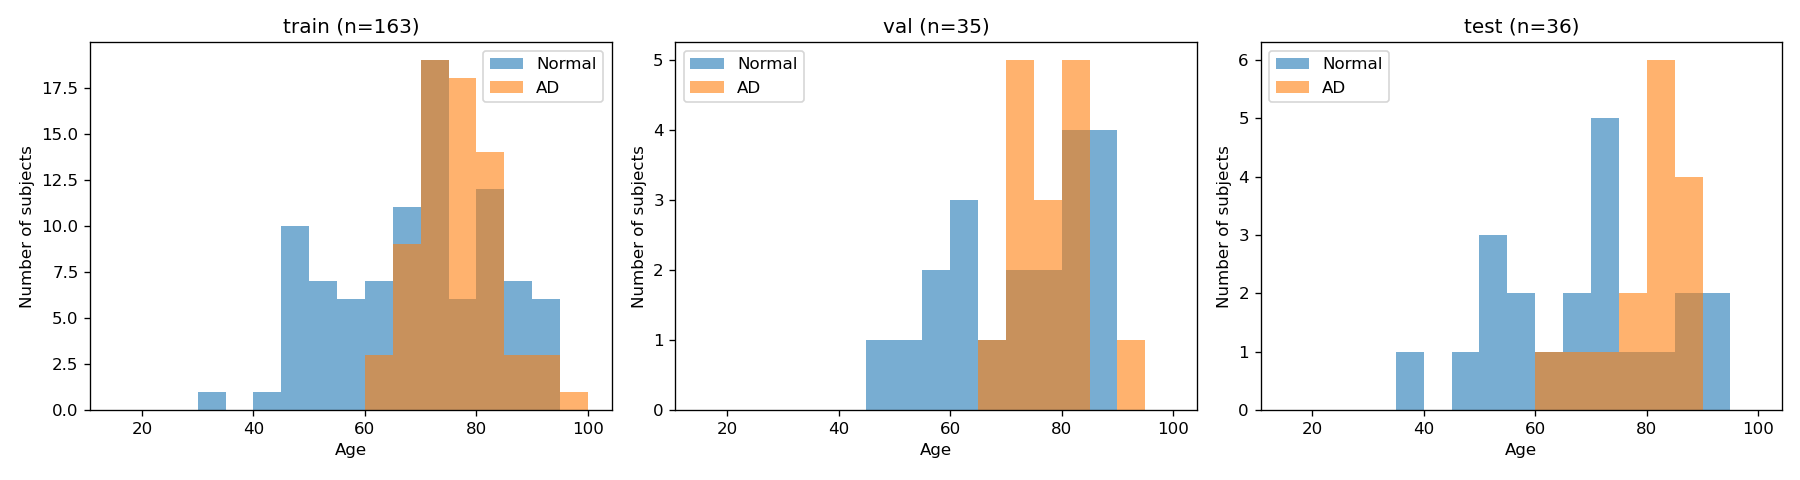 train (n=163)
Normal
AD
17.5
15.0
12.5
10.0
7.5
5.0
2.5
0.0
Number of subjects
20 40 60 80 100
Age
val (n=35)
Normal
AD
5
4
3
2
1
0
Number of subjects
20 40 60 80 100
Age
test (n=36)
Normal
AD
6
5
4
3
2
1
0
Number of subjects
20 40 60 80 100
Age